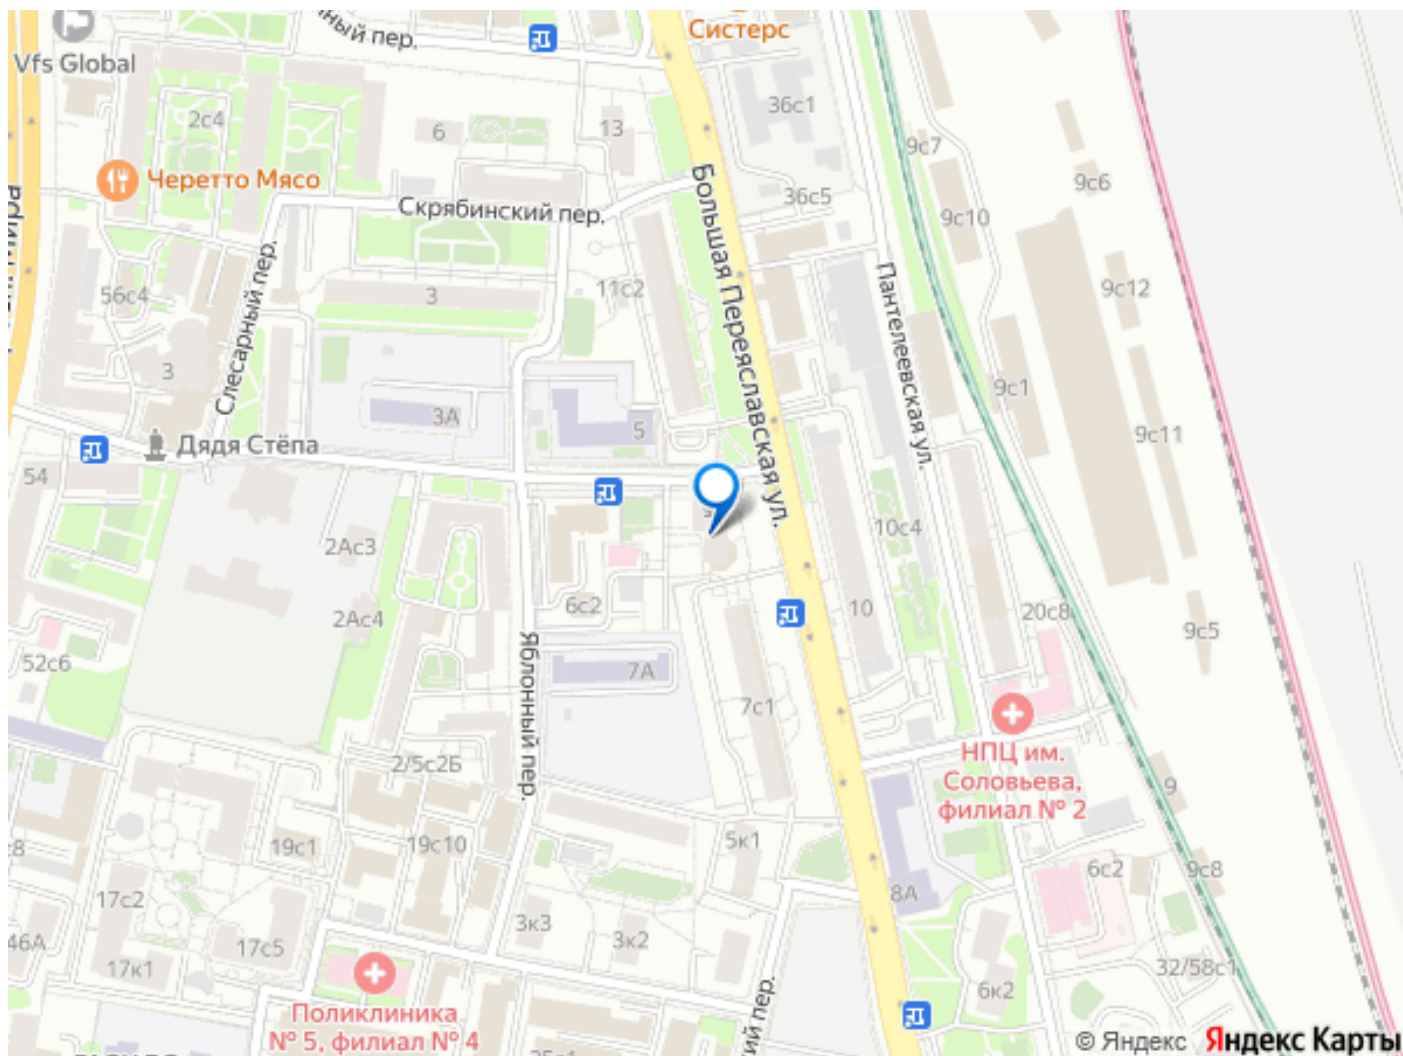 ный пер.
Систерс
Vfs Global
36с1
2с4
6
13
9с7
Черетто Мясо
9с6
36с5
Скрябинский пер.
9с10
Большая Переяславская ул.
56с4
3
11с2
9с12
Слесарный пер.
Пантелеевская ул.
3
9с1
3А
5
9с11
Дядя Стёпа
54
10с4
2Ас3
6с2
10
20с8
2Ас4
9с5
52с6
Яблонный пер.
7А
7с1
НПЦ им.
Соловьева,
филиал № 2
2/5с2Б
9
5к1
19с1
19с10
6с2
9с8
17с2
8А
3к3
3к2
46А
17с5
17к1
32/58с1
6к2
Поликлиника
№ 5, филиал № 4
кий пер.
© Яндекс
Яндекс Карты